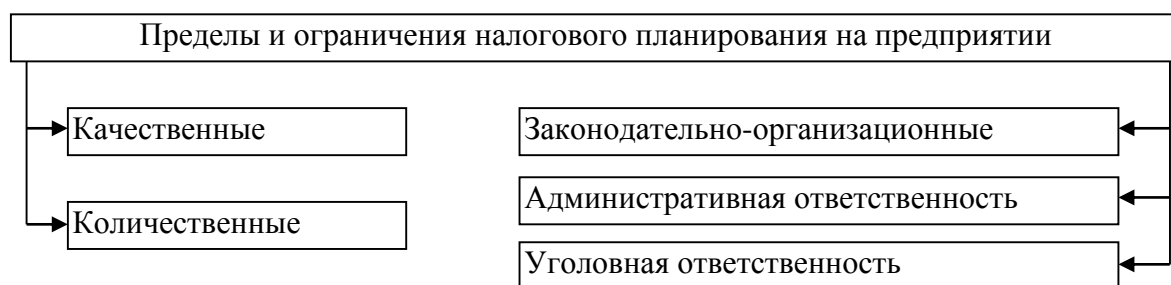 Пределы и ограничения налогового планирования на предприятии
Качественные
Количественные
Законодательно-организационные
Административная ответственность
Уголовная ответственность